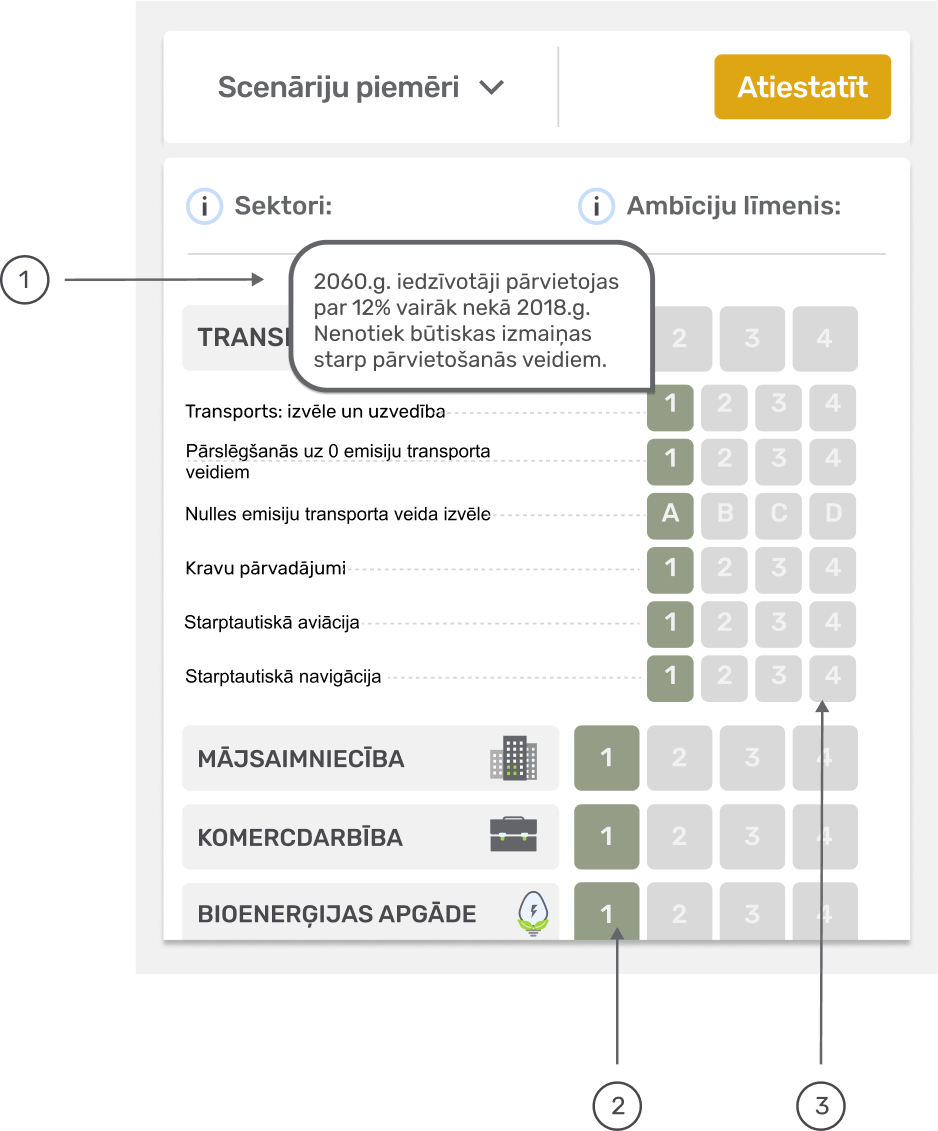 Scenāriju piemēri
Atiestatīt
i Sektori:
i Ambīciju līmenis:
1
2060.g. iedzīvotāji pārvietojas
par 12% vairāk nekā 2018.g.
Nenotiek būtiskas izmaiņas
starp pārvietošanās veidiem.
2 3 4
Transports: izvēle un uzvedība 1 2 3 4
Pārslēgšanās uz 0 emisiju transporta
veidiem 1 2 3 4
Nulles emisiju transporta veida izvēle A B C D
Kravu pārvadājumi 1 2 3 4
Starptautiskā aviācija 1 2 3 4
Starptautiskā navigācija 1 2 3 4
MĀJSAIMNIECĪBA 1 2 3 4
KOMERCDARBĪBA 1 2 3 4
BIOENERĢIJAS APGĀDE 1 2 3 4
2
3